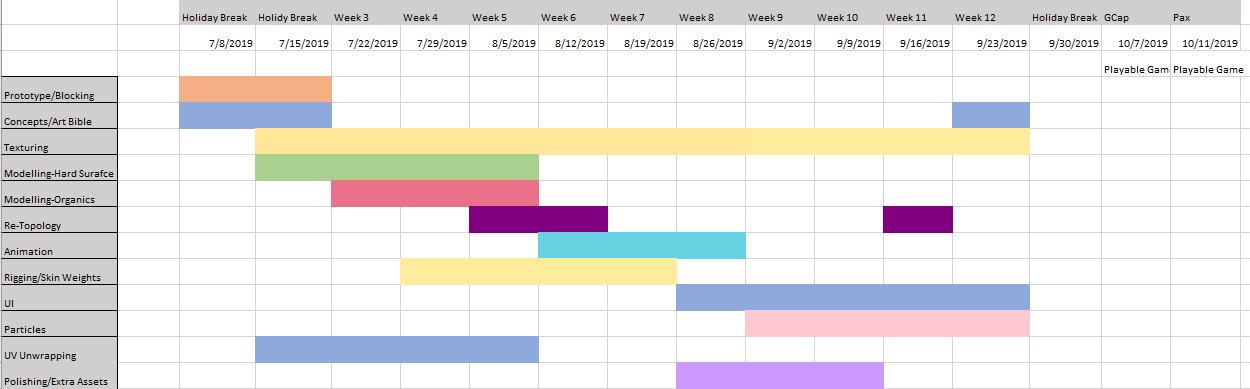 Holiday Break Holidy Break Week 3 Week 4 Week 5 Week 6 Week 7 Week 8 Week 9 Week 10 Week 11 Week 12 Holiday Break GCap Pax
7/8/2019 7/15/2019 7/22/2019 7/29/2019 8/5/2019 8/12/2019 8/19/2019 8/26/2019 9/2/2019 9/9/2019 9/16/2019 9/23/2019 9/30/2019 10/7/2019 10/11/2019
Playable Gam Playable Game
Prototype/Blocking
Concepts/Art Bible
Texturing
Modelling-Hard Surafce
Modelling-Organics
Re-Topology
Animation
Rigging/Skin Weights
UI
Particles
UV Unwrapping
Polishing/Extra Assets